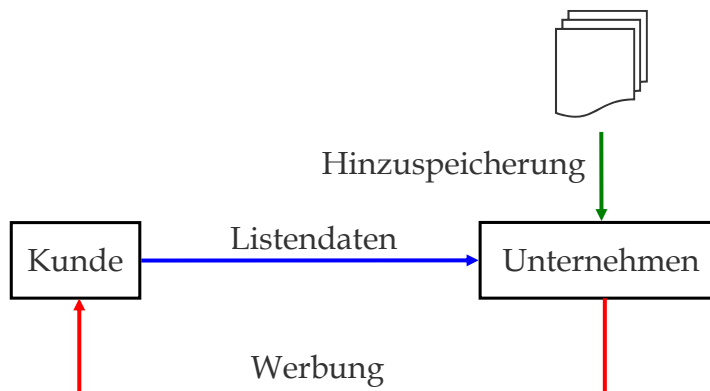 Hinzuspeicherung
Listendaten
Kunde
Unternehmen
Werbung